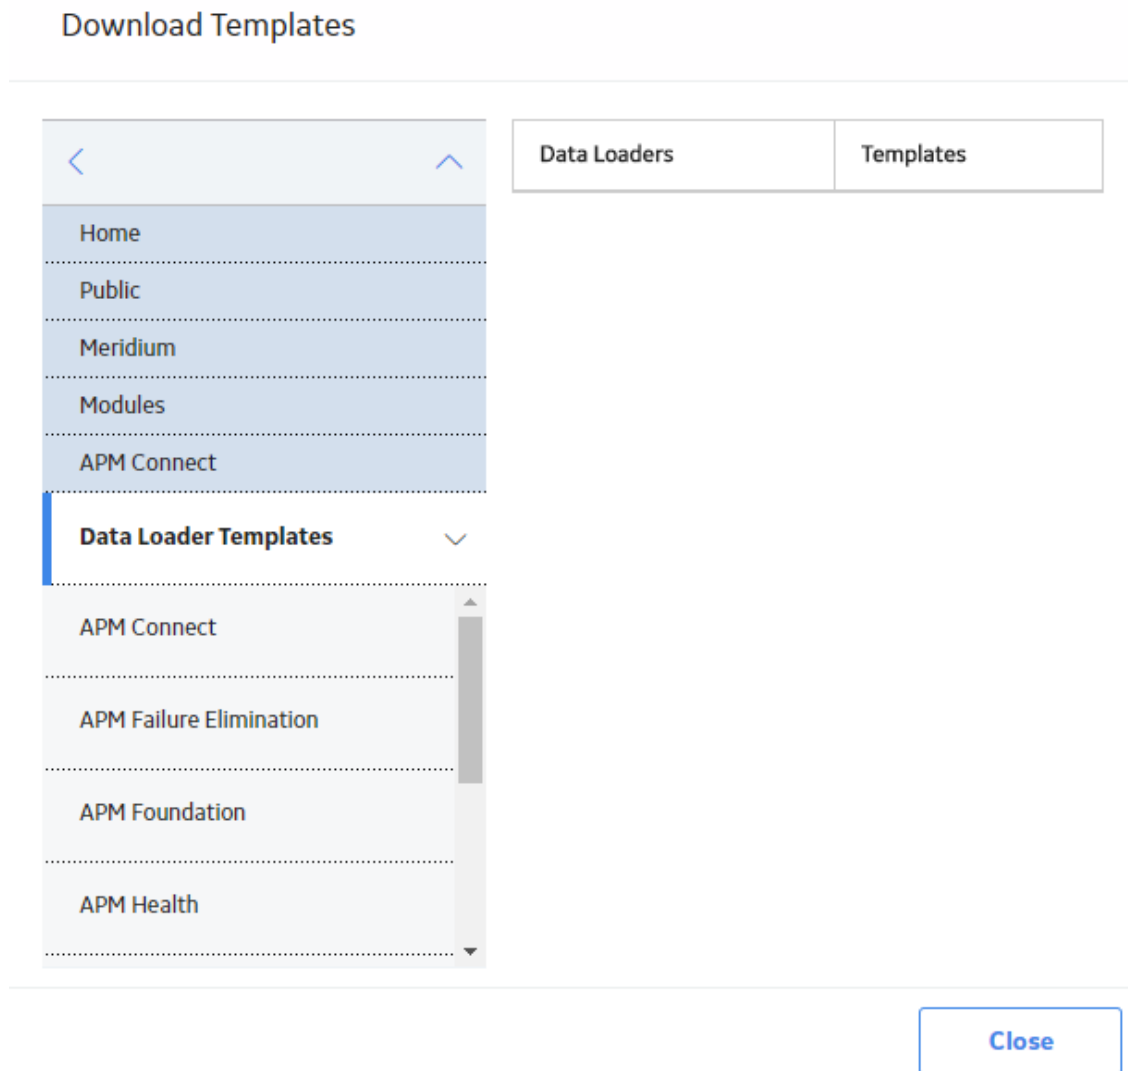 Download Templates
Data Loaders
Templates
Home
Public
Meridium
Modules
APM Connect
Data Loader Templates
APM Connect
APM Failure Elimination
APM Foundation
APM Health
Close